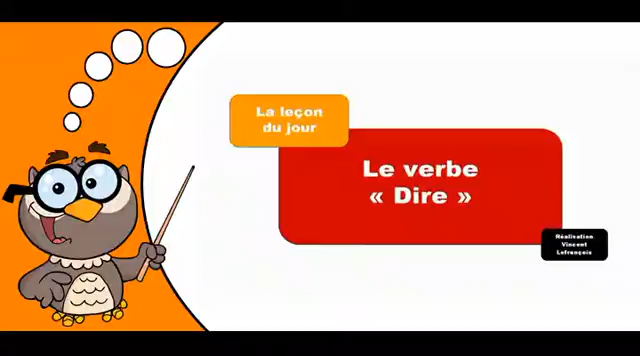 La leçon
du jour
Le verbe
« Dire »
Réalisation
Vincent
Lefrançois